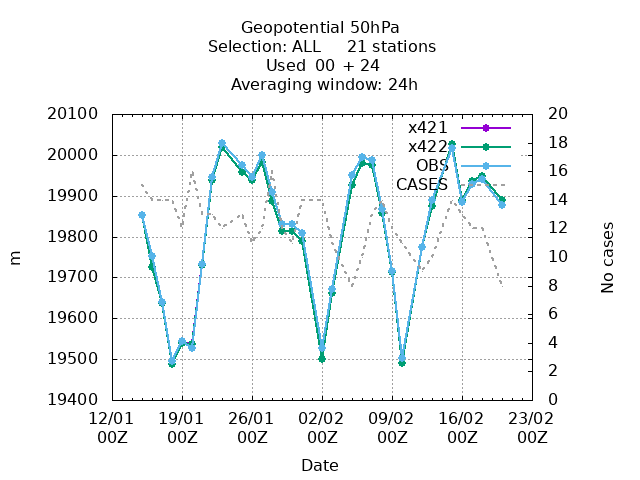 Geopotential 50hPa
Selection: ALL 21 stations
Used 00 + 24
Averaging window: 24h
20100
20000
19900
19800
19700
19600
19500
19400
m
20
18
16
14
12
10
8
6
4
2
0
No cases
x421
x422
OBS
CASES
12/01 19/01 26/01 02/02 09/02 16/02 23/02
00Z 00Z 00Z 00Z 00Z 00Z 00Z
Date